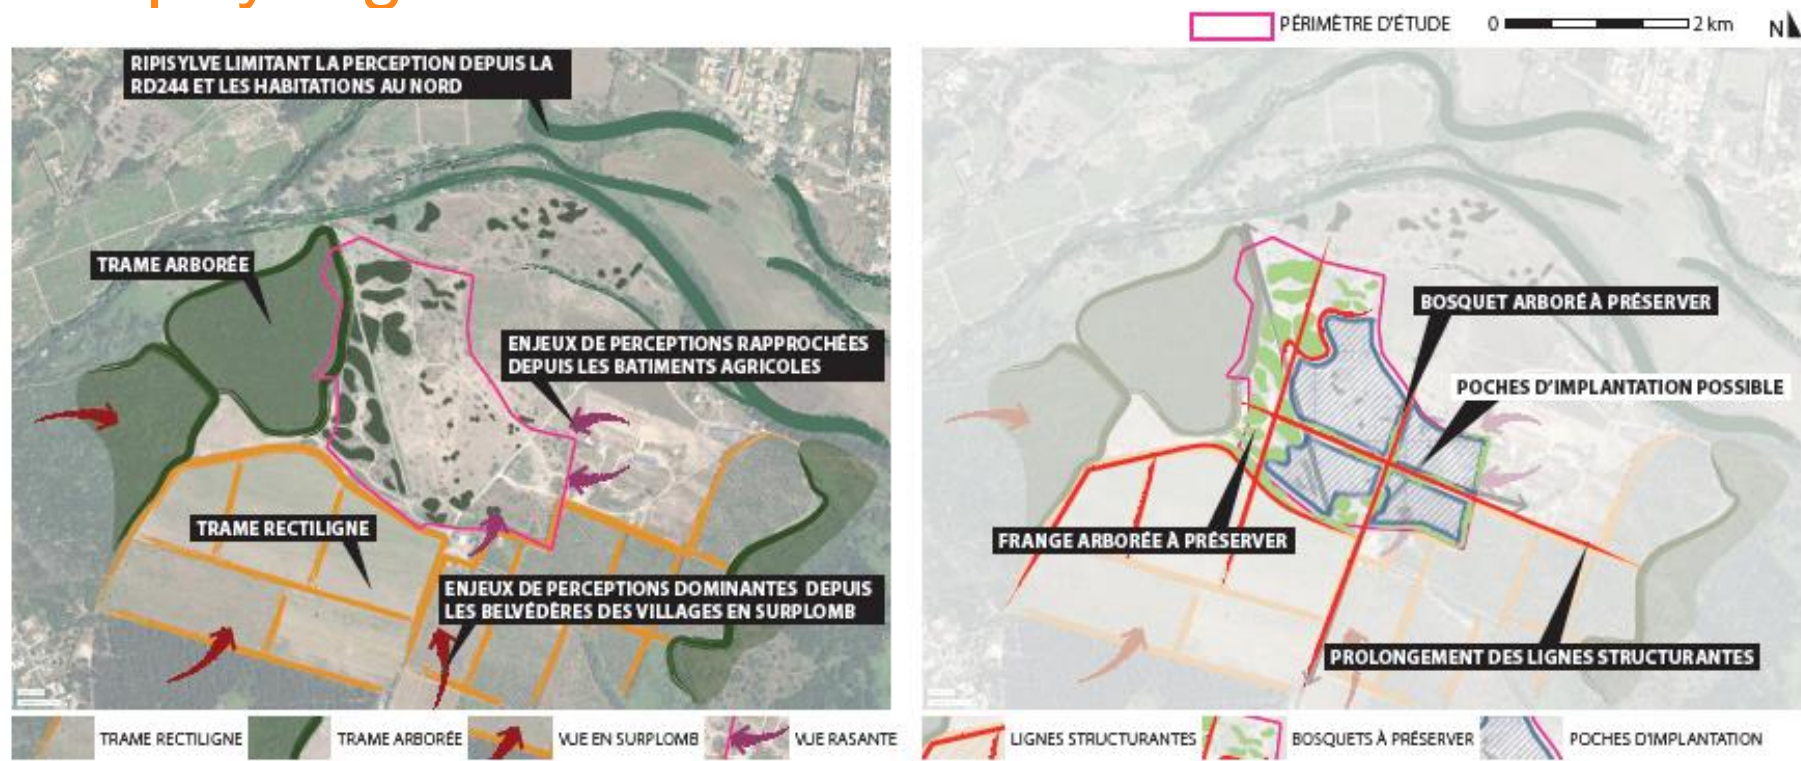 PÉRIMÈTRE D'ÉTUDE 0 2 km N
RIPISYLVE LIMITANT LA PERCEPTION DEPUIS LA
RD244 ET LES HABITATIONS AU NORD
TRAME ARBORÉE
ENJEUX DE PERCEPTIONS RAPPROCHÉES
DEPUIS LES BATIMENTS AGRICOLES
TRAME RECTILIGNE
ENJEUX DE PERCEPTIONS DOMINANTES DEPUIS
LES BELVÉDÈRES DES VILLAGES EN SURPLOMB
BOSQUET ARBORÉ À PRÉSERVER
POCHES D'IMPLANTATION POSSIBLE
FRANGE ARBORÉE À PRÉSERVER
PROLONGEMENT DES LIGNES STRUCTURANTES
TRAME RECTILIGNE
TRAME ARBORÉE
VUE EN SURPLOMB
VUE RASANTE
LIGNES STRUCTURANTES
BOSQUETS À PRÉSERVER
POCHES D'IMPLANTATION